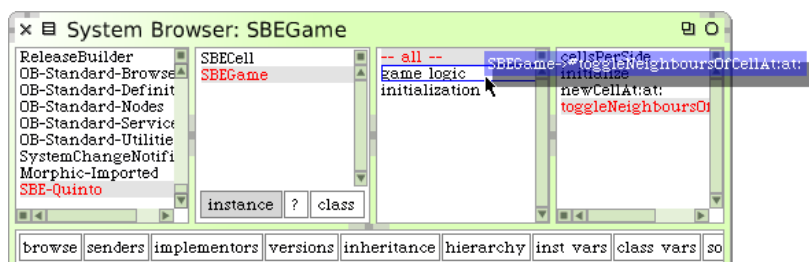 System Browser: SBEGame
ReleaseBuilder
OB-Standard-Browse
OB-Standard-Definit
OB-Standard-Nodes
OB-Standard-Service
OB-Standard-Utilitie
SystemChangeNotifi
Morphic-Imported
SBE-Quinto
SBECell
SBEGame
instance ? class
-- all --
game logic
initialization
SBEGame->#toggleNeighboursOfCellAt:at:
cellsPerSide
initialize
newCellAt:at:
toggleNeighboursOf
browse senders implementors versions inheritance hierarchy inst vars class vars so